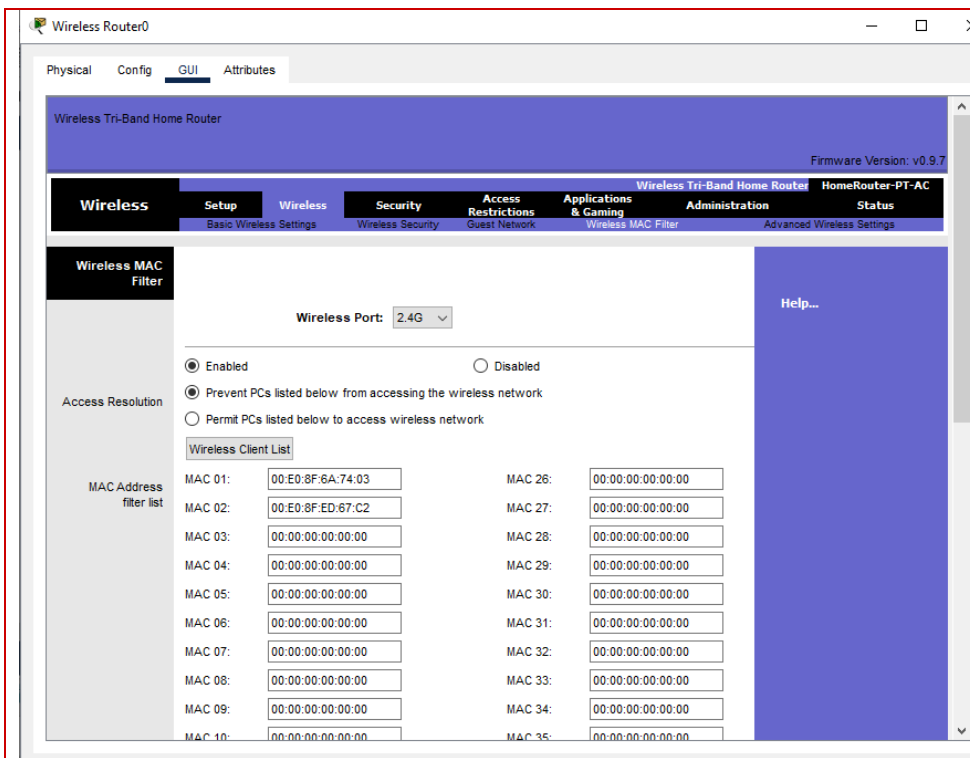 Wireless Router0
Physical Config GUI Attributes
Wireless Tri-Band Home Router
Firmware Version: v0.9.7
Wireless Tri-Band Home Router HomeRouter-PT-AC
Wireless Setup Wireless Security Access Restrictions Applications & Gaming Administration Status
Basic Wireless Settings Wireless Security Guest Network Wireless MAC Filter Advanced Wireless Settings
Wireless MAC Filter
Help...
Wireless Port: 2.4G
Enabled Disabled
Access Resolution
Prevent PCs listed below from accessing the wireless network
Permit PCs listed below to access wireless network
Wireless Client List
MAC Address filter list
MAC 01: 00:E0:8F:6A:74:03 MAC 26: 00:00:00:00:00:00
MAC 02: 00:E0:8F:ED:67:C2 MAC 27: 00:00:00:00:00:00
MAC 03: 00:00:00:00:00:00 MAC 28: 00:00:00:00:00:00
MAC 04: 00:00:00:00:00:00 MAC 29: 00:00:00:00:00:00
MAC 05: 00:00:00:00:00:00 MAC 30: 00:00:00:00:00:00
MAC 06: 00:00:00:00:00:00 MAC 31: 00:00:00:00:00:00
MAC 07: 00:00:00:00:00:00 MAC 32: 00:00:00:00:00:00
MAC 08: 00:00:00:00:00:00 MAC 33: 00:00:00:00:00:00
MAC 09: 00:00:00:00:00:00 MAC 34: 00:00:00:00:00:00
MAC 10: 00:00:00:00:00:00 MAC 35: 00:00:00:00:00:00